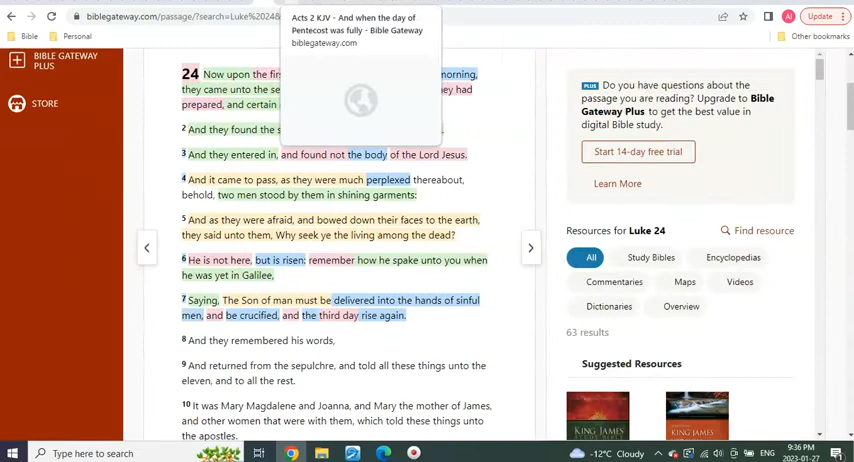 biblegateway.com/passage/?search=Luke%2024&
Update
Bible
Personal
Other bookmarks
Acts 2 KJV - And when the day of
Pentecost was fully - Bible Gateway
biblegateway.com
BIBLE GATEWAY
PLUS
STORE
24 Now upon the firs
morning,
they came unto the se
ey had
prepared, and certain
2 And they found the s
3 And they entered in, and found not the body of the Lord Jesus.
4 And it came to pass, as they were much perplexed thereabout,
behold, two men stood by them in shining garments:
5 And as they were afraid, and bowed down their faces to the earth,
they said unto them, Why seek ye the living among the dead?
6 He is not here, but is risen: remember how he spake unto you when
he was yet in Galilee,
7 Saying, The Son of man must be delivered into the hands of sinful
men, and be crucified, and the third day rise again.
8 And they remembered his words,
9 And returned from the sepulchre, and told all these things unto the
eleven, and to all the rest.
10 It was Mary Magdalene and Joanna, and Mary the mother of James,
and other women that were with them, which told these things unto
the apostles.
PLUS Do you have questions about the
passage you are reading? Upgrade to Bible
Gateway Plus to get the best value in
digital Bible study.
Start 14-day free trial
Learn More
Resources for Luke 24
Find resource
All
Study Bibles
Encyclopedias
Commentaries
Maps
Videos
Dictionaries
Overview
63 results
Suggested Resources
KING JAMES
KING JAMES
Type here to search
-12°C Cloudy
ENG
9:36 PM
2023-01-27